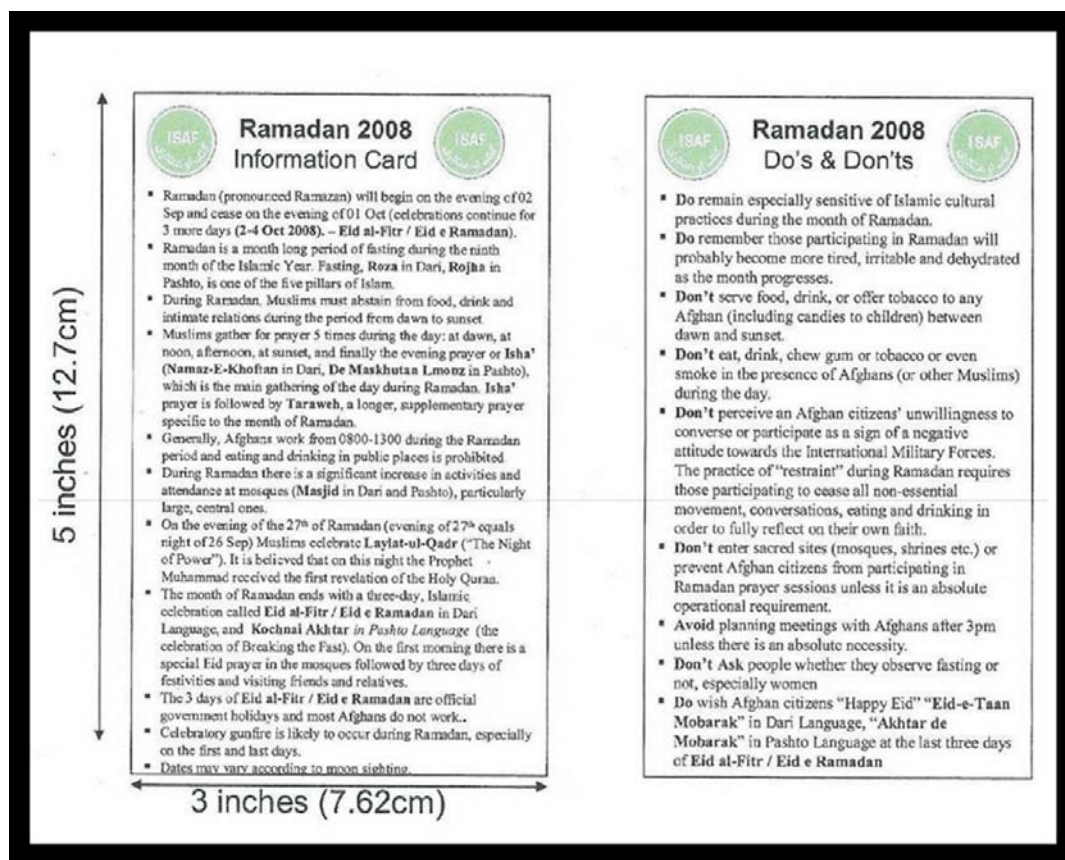 5 inches (12.7cm)
ISAF
Ramadan 2008
Information Card
ISAF
▪ Ramadan (pronounced Ramazan) will begin on the evening of 02
Sep and cease on the evening of 01 Oct (celebrations continue for
3 more days (2-4 Oct 2008). – Eid al-Fitr / Eid e Ramadan).
▪ Ramadan is a month long period of fasting during the ninth
month of the Islamic Year. Fasting, Roza in Dari, Rojha in
Pashto, is one of the five pillars of Islam.
▪ During Ramadan, Muslims must abstain from food, drink and
intimate relations during the period from dawn to sunset
▪ Muslims gather for prayer 5 times during the day: at dawn, at
noon, afternoon, at sunset, and finally the evening prayer or Isha'
(Namaz-E-Khoftan in Dari, De Maskhutan Lmonz in Pashto),
which is the main gathering of the day during Ramadan. Isha'
prayer is followed by Taraweh, a longer, supplementary prayer
specific to the month of Ramadan.
▪ Generally, Afghans work from 0800-1300 during the Ramadan
period and eating and drinking in public places is prohibited
▪ During Ramadan there is a significant increase in activities and
attendance at mosques (Masjid in Dari and Pashto), particularly
large, central ones.
▪ On the evening of the 27th of Ramadan (evening of 27th equals
night of 26 Sep) Muslims celebrate Laylat-ul-Qadr ("The Night
of Power"). It is believed that on this night the Prophet
Muhammad received the first revelation of the Holy Quran.
▪ The month of Ramadan ends with a three-day, Islamic
celebration called Eid al-Fitr / Eid e Ramadan in Dari
Language, and Kochnai Akhtar in Pashto Language (the
celebration of Breaking the Fast). On the first morning there is a
special Eid prayer in the mosques followed by three days of
festivities and visiting friends and relatives.
▪ The 3 days of Eid al-Fitr / Eid e Ramadan are official
government holidays and most Afghans do not work..
▪ Celebratory gunfire is likely to occur during Ramadan, especially
on the first and last days.
▪ Dates may vary according to moon sighting.
3 inches (7.62cm)
ISAF
Ramadan 2008
Do's & Don'ts
ISAF
▪ Do remain especially sensitive of Islamic cultural
practices during the month of Ramadan.
▪ Do remember those participating in Ramadan will
probably become more tired, irritable and dehydrated
as the month progresses.
▪ Don't serve food, drink, or offer tobacco to any
Afghan (including candies to children) between
dawn and sunset.
▪ Don't eat, drink, chew gum or tobacco or even
smoke in the presence of Afghans (or other Muslims)
during the day.
▪ Don't perceive an Afghan citizens' unwillingness to
converse or participate as a sign of a negative
attitude towards the International Military Forces.
The practice of "restraint" during Ramadan requires
those participating to cease all non-essential
movement, conversations, eating and drinking in
order to fully reflect on their own faith.
▪ Don't enter sacred sites (mosques, shrines etc.) or
prevent Afghan citizens from participating in
Ramadan prayer sessions unless it is an absolute
operational requirement.
▪ Avoid planning meetings with Afghans after 3pm
unless there is an absolute necessity.
▪ Don't Ask people whether they observe fasting or
not, especially women
▪ Do wish Afghan citizens "Happy Eid" "Eid-e-Taan
Mobarak" in Dari Language, "Akhtar de
Mobarak" in Pashto Language at the last three days
of Eid al-Fitr / Eid e Ramadan